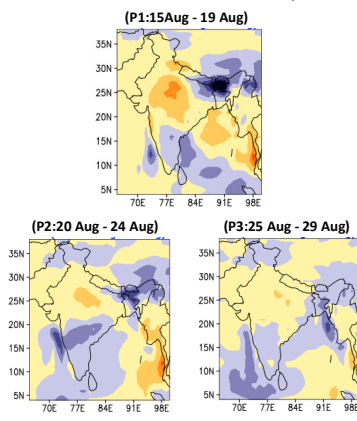 (P1:15Aug - 19 Aug)
35N
30N
25N
20N
15N
10N
5N
70E 77E 84E 91E 98E
(P2:20 Aug - 24 Aug) (P3:25 Aug - 29 Aug)
35N 35N
30N 30N
25N 25N
20N 20N
15N 15N
10N 10N
5N 5N
70E 77E 84E 91E 98E 70E 77E 84E 91E 98E